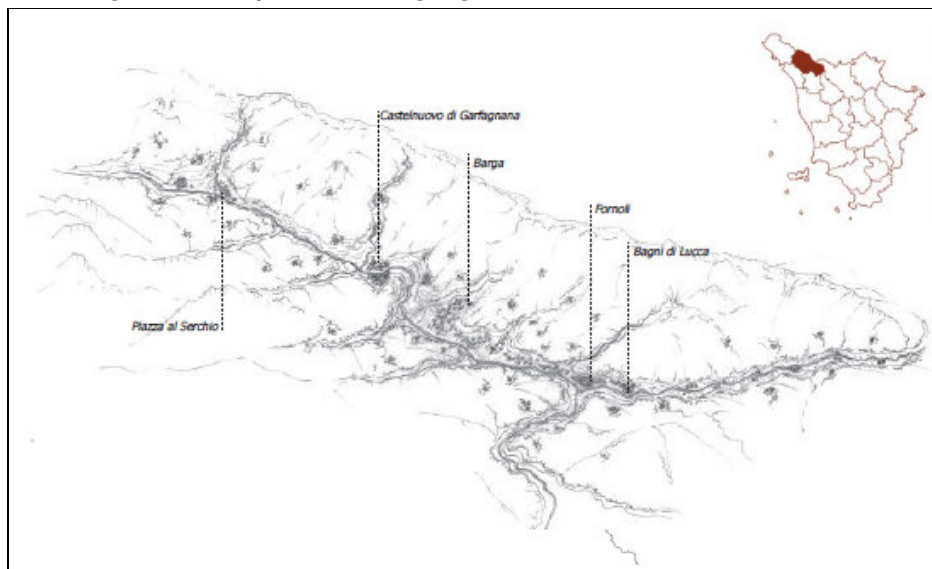 Castelnuovo di Garfagnana
Barga
Fornoli
Bagni di Lucca
Piazza al Serchio